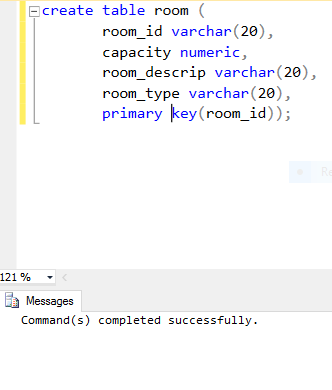 create table room (
room_id varchar(20),
capacity numeric,
room_descrip varchar(20),
room_type varchar(20),
primary key(room_id));
121 %
Messages
Command(s) completed successfully.